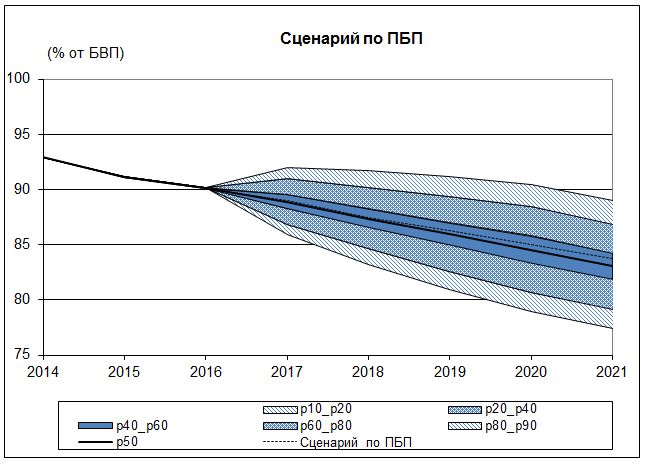 Сценарий по ПБП
(% от БВП)
100
95
90
85
80
75
2014 2015 2016 2017 2018 2019 2020 2021
p10_p20 p20_p40
p40_p60 p60_p80 p80_p90
p50 Сценарий по ПБП